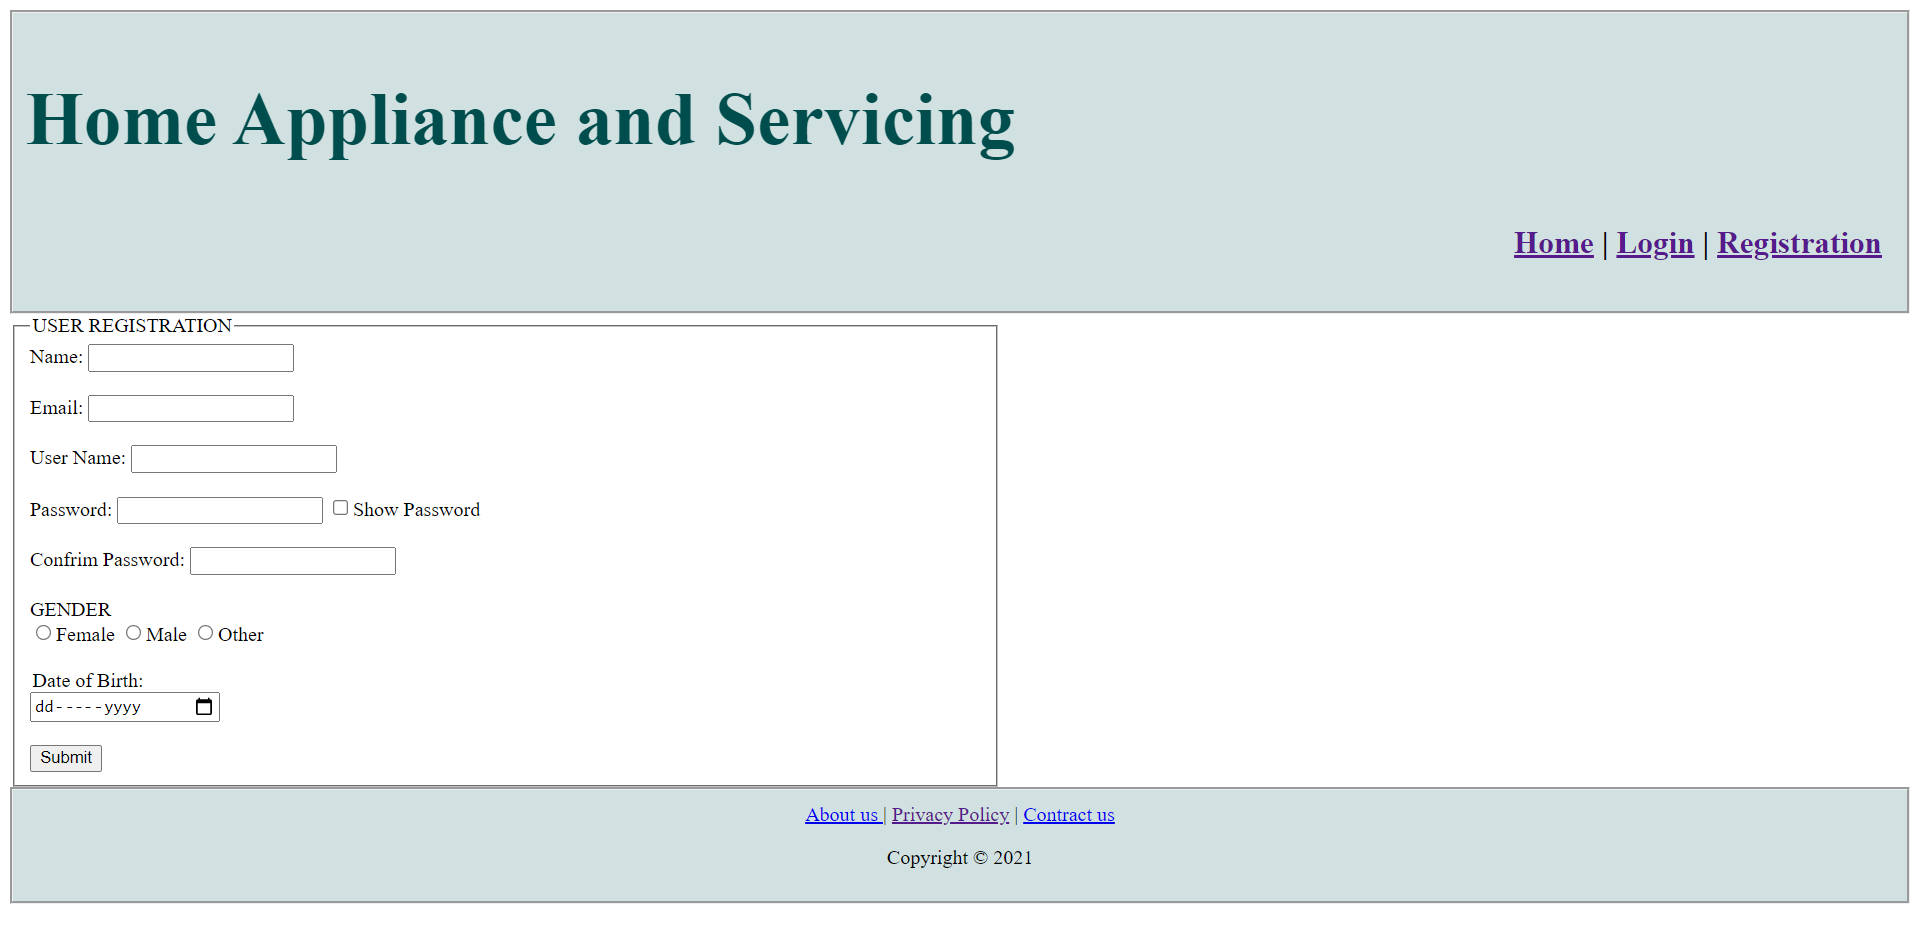 Home Appliance and Servicing
Home | Login | Registration
USER REGISTRATION
Name:
Email:
User Name:
Password: Show Password
Confrim Password:
GENDER
Female Male Other
Date of Birth:
dd-----yyyy
Submit
About us | Privacy Policy | Contract us
Copyright © 2021